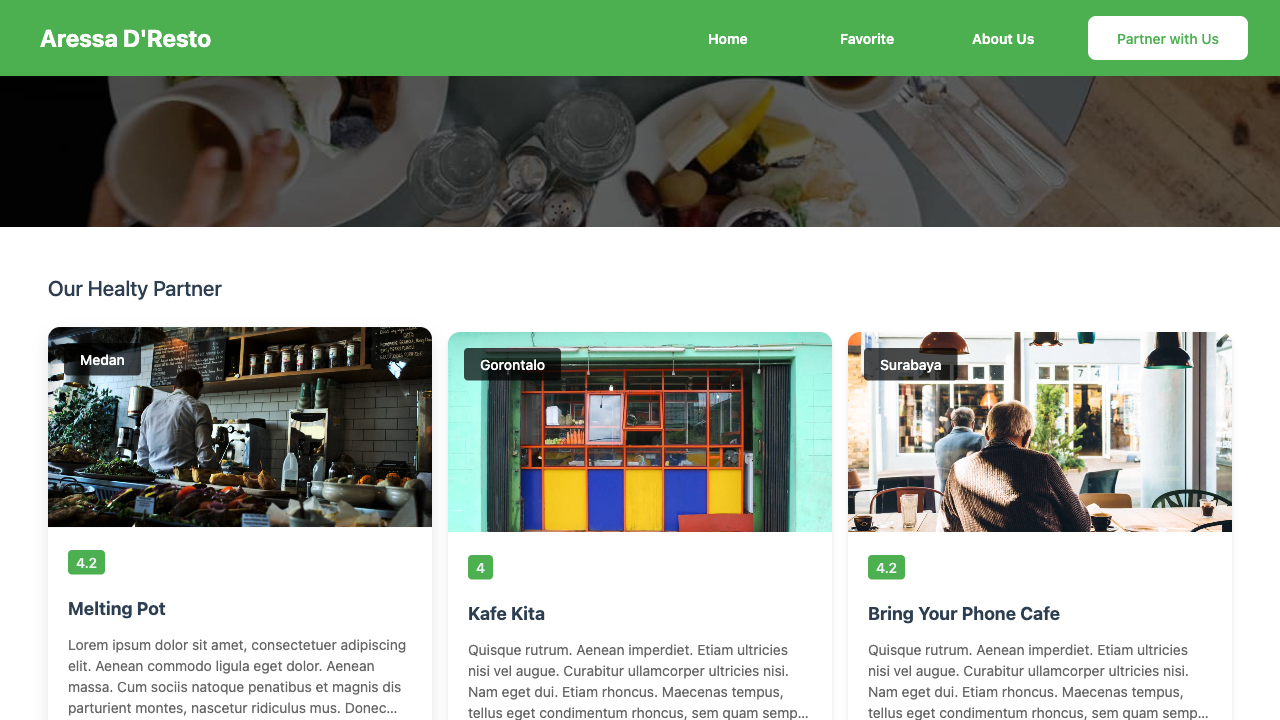 Aressa D'Resto
Home
Favorite
About Us
Partner with Us
Our Healty Partner
Medan
4.2
Melting Pot
Lorem ipsum dolor sit amet, consectetuer adipiscing
elit. Aenean commodo ligula eget dolor. Aenean
massa. Cum sociis natoque penatibus et magnis dis
parturient montes, nascetur ridiculus mus. Donec...
Gorontalo
4
Kafe Kita
Quisque rutrum. Aenean imperdiet. Etiam ultricies
nisi vel augue. Curabitur ullamcorper ultricies nisi.
Nam eget dui. Etiam rhoncus. Maecenas tempus,
tellus eget condimentum rhoncus, sem quam semp...
Surabaya
4.2
Bring Your Phone Cafe
Quisque rutrum. Aenean imperdiet. Etiam ultricies
nisi vel augue. Curabitur ullamcorper ultricies nisi.
Nam eget dui. Etiam rhoncus. Maecenas tempus,
tellus eget condimentum rhoncus, sem quam semp...